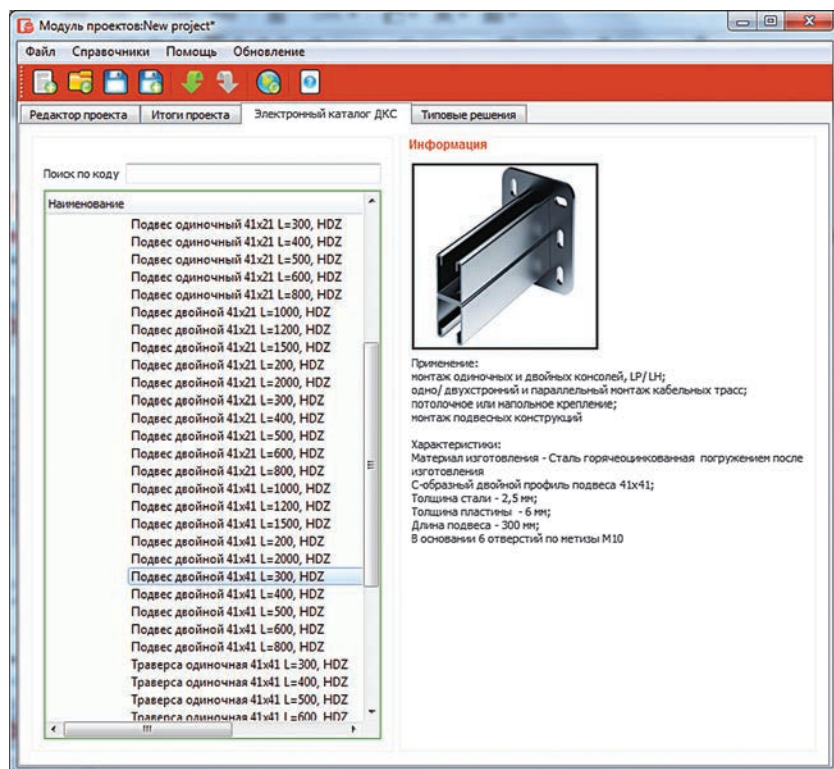 Модуль проектов:New project*
Файл Справочники Помощь Обновление
Редактор проекта Итоги проекта Электронный каталог ДКС Типовые решения
Поиск по коду
Наименование
Подвес одиночный 41x21 L=300, HDZ
Подвес одиночный 41x21 L=400, HDZ
Подвес одиночный 41x21 L=500, HDZ
Подвес одиночный 41x21 L=600, HDZ
Подвес одиночный 41x21 L=800, HDZ
Подвес двойной 41x21 L=1000, HDZ
Подвес двойной 41x21 L=1200, HDZ
Подвес двойной 41x21 L=1500, HDZ
Подвес двойной 41x21 L=200, HDZ
Подвес двойной 41x21 L=2000, HDZ
Подвес двойной 41x21 L=300, HDZ
Подвес двойной 41x21 L=400, HDZ
Подвес двойной 41x21 L=500, HDZ
Подвес двойной 41x21 L=600, HDZ
Подвес двойной 41x21 L=800, HDZ
Подвес двойной 41x41 L=1000, HDZ
Подвес двойной 41x41 L=1200, HDZ
Подвес двойной 41x41 L=1500, HDZ
Подвес двойной 41x41 L=200, HDZ
Подвес двойной 41x41 L=2000, HDZ
Подвес двойной 41x41 L=300, HDZ
Подвес двойной 41x41 L=400, HDZ
Подвес двойной 41x41 L=500, HDZ
Подвес двойной 41x41 L=600, HDZ
Подвес двойной 41x41 L=800, HDZ
Траверса одиночная 41x41 L=300, HDZ
Траверса одиночная 41x41 L=400, HDZ
Траверса одиночная 41x41 L=500, HDZ
Траверса одиночная 41x41 L=600, HDZ
Информация
Применение:
монтаж одиночных и двойных консолей, LP/LH;
одно/ двухстронний и параллельный монтаж кабельных трасс;
потолочное или напольное крепление;
монтаж подвесных конструкций
Характеристики:
Материал изготовления - Сталь горячеоцинкованная погружением после
изготовления
С-образный двойной профиль подвеса 41x41;
Толщина стали - 2,5 мм;
Толщина пластины - 6 мм;
Длина подвеса - 300 мм;
В основании 6 отверстий по метизы М10